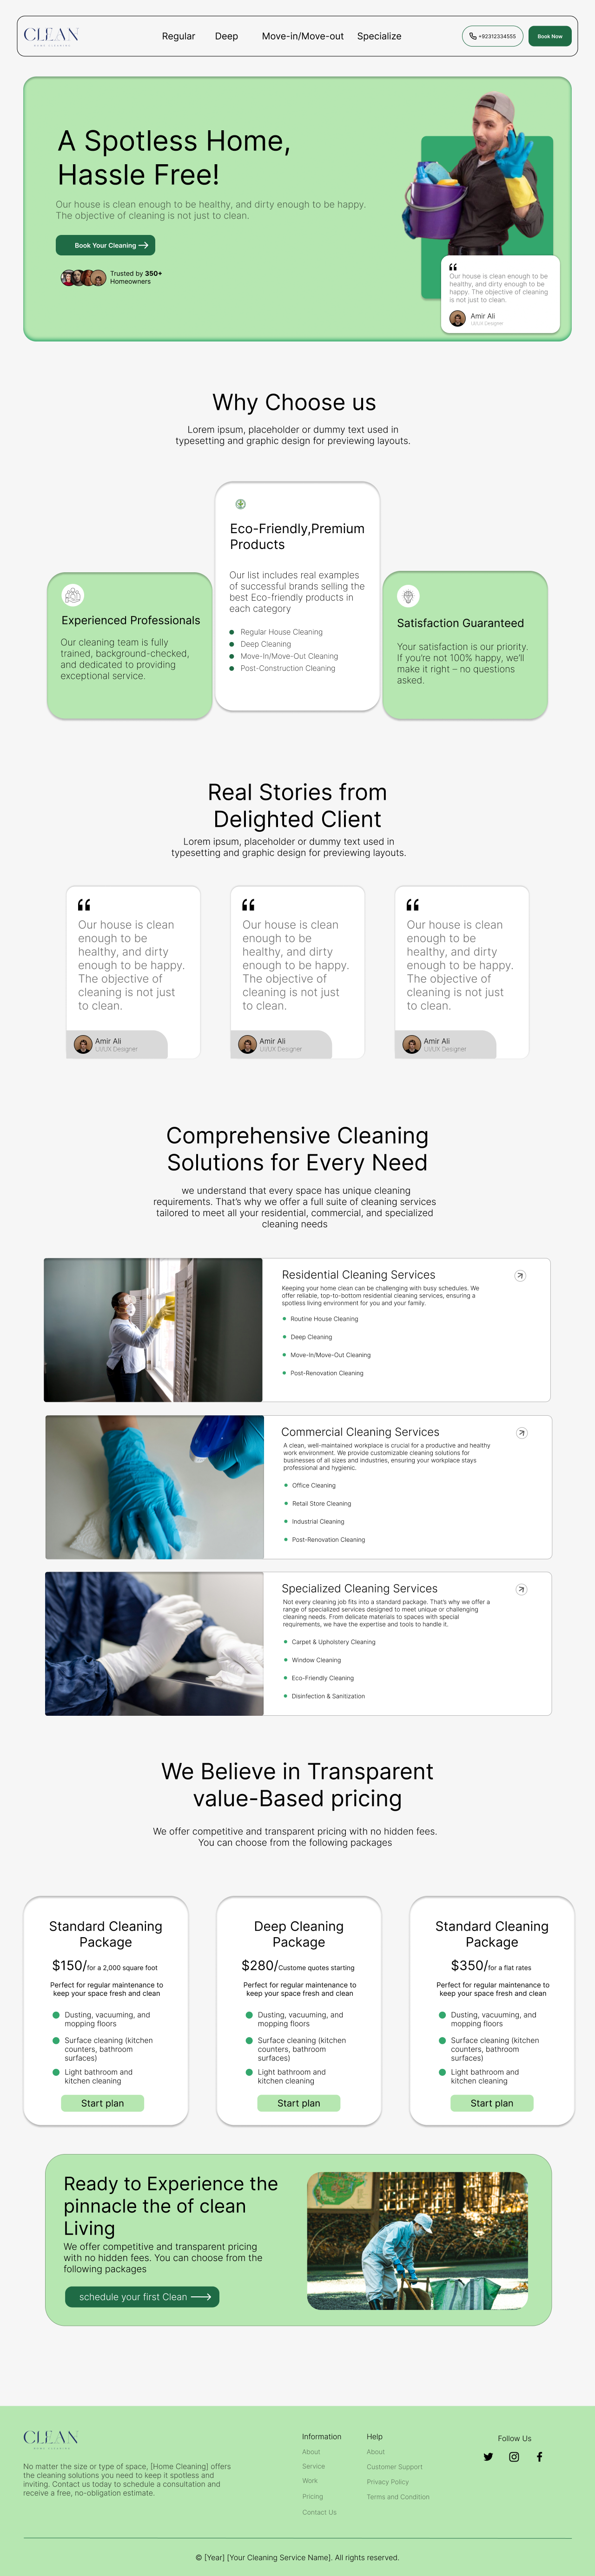 CLEAN
HOME CLEANING
Regular Deep Move-in/Move-out Specialize
+92312334555
Book Now
A Spotless Home,
Hassle Free!
Our house is clean enough to be healthy, and dirty enough to be happy.
The objective of cleaning is not just to clean.
Book Your Cleaning
Trusted by 350+
Homeowners
Our house is clean enough to be
healthy, and dirty enough to be
happy. The objective of cleaning
is not just to clean.
Amir Ali
UI/UX Designer
Why Choose us
Lorem ipsum, placeholder or dummy text used in
typesetting and graphic design for previewing layouts.
Experienced Professionals
Our cleaning team is fully
trained, background-checked,
and dedicated to providing
exceptional service.
Eco-Friendly,Premium
Products
Our list includes real examples
of successful brands selling the
best Eco-friendly products in
each category
Regular House Cleaning
Deep Cleaning
Move-In/Move-Out Cleaning
Post-Construction Cleaning
Satisfaction Guaranteed
Your satisfaction is our priority.
If you're not 100% happy, we'll
make it right – no questions
asked.
Real Stories from
Delighted Client
Lorem ipsum, placeholder or dummy text used in
typesetting and graphic design for previewing layouts.
Our house is clean
enough to be
healthy, and dirty
enough to be happy.
The objective of
cleaning is not just
to clean.
Amir Ali
UI/UX Designer
Our house is clean
enough to be
healthy, and dirty
enough to be happy.
The objective of
cleaning is not just
to clean.
Amir Ali
UI/UX Designer
Our house is clean
enough to be
healthy, and dirty
enough to be happy.
The objective of
cleaning is not just
to clean.
Amir Ali
UI/UX Designer
Comprehensive Cleaning
Solutions for Every Need
we understand that every space has unique cleaning
requirements. That's why we offer a full suite of cleaning services
tailored to meet all your residential, commercial, and specialized
cleaning needs
Residential Cleaning Services
Keeping your home clean can be challenging with busy schedules. We
offer reliable, top-to-bottom residential cleaning services, ensuring a
spotless living environment for you and your family.
Routine House Cleaning
Deep Cleaning
Move-In/Move-Out Cleaning
Post-Renovation Cleaning
Commercial Cleaning Services
A clean, well-maintained workplace is crucial for a productive and healthy
work environment. We provide customizable cleaning solutions for
businesses of all sizes and industries, ensuring your workplace stays
professional and hygienic.
Office Cleaning
Retail Store Cleaning
Industrial Cleaning
Post-Renovation Cleaning
Specialized Cleaning Services
Not every cleaning job fits into a standard package. That's why we offer a
range of specialized services designed to meet unique or challenging
cleaning needs. From delicate materials to spaces with special
requirements, we have the expertise and tools to handle it.
Carpet & Upholstery Cleaning
Window Cleaning
Eco-Friendly Cleaning
Disinfection & Sanitization
We Believe in Transparent
value-Based pricing
We offer competitive and transparent pricing with no hidden fees.
You can choose from the following packages
Standard Cleaning
Package
$150/for a 2,000 square foot
Perfect for regular maintenance to
keep your space fresh and clean
Dusting, vacuuming, and
mopping floors
Surface cleaning (kitchen
counters, bathroom
surfaces)
Light bathroom and
kitchen cleaning
Start plan
Deep Cleaning
Package
$280/Custome quotes starting
Perfect for regular maintenance to
keep your space fresh and clean
Dusting, vacuuming, and
mopping floors
Surface cleaning (kitchen
counters, bathroom
surfaces)
Light bathroom and
kitchen cleaning
Start plan
Standard Cleaning
Package
$350/for a flat rates
Perfect for regular maintenance to
keep your space fresh and clean
Dusting, vacuuming, and
mopping floors
Surface cleaning (kitchen
counters, bathroom
surfaces)
Light bathroom and
kitchen cleaning
Start plan
Ready to Experience the
pinnacle the of clean
Living
We offer competitive and transparent pricing
with no hidden fees. You can choose from the
following packages
schedule your first Clean
CLEAN
HOME CLEANING
No matter the size or type of space, [Home Cleaning] offers
the cleaning solutions you need to keep it spotless and
inviting. Contact us today to schedule a consultation and
receive a free, no-obligation estimate.
Information
About
Service
Work
Pricing
Contact Us
Help
About
Customer Support
Privacy Policy
Terms and Condition
Follow Us
© [Year] [Your Cleaning Service Name]. All rights reserved.